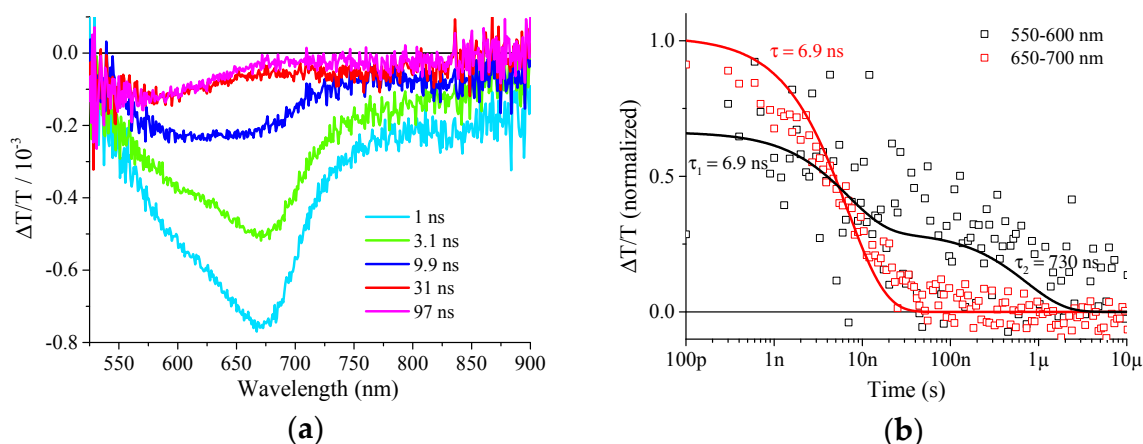 0.0
-0.2
-0.4
-0.6
-0.8
ΔT/T / 10⁻³
1 ns
3.1 ns
9.9 ns
31 ns
97 ns
550 600 650 700 750 800 850 900
Wavelength (nm)
(a)
1.0
0.5
0.0
ΔT/T (normalized)
τ = 6.9 ns
550-600 nm
650-700 nm
τ₁ = 6.9 ns
τ₂ = 730 ns
100p 1n 10n 100n 1µ 10µ
Time (s)
(b)